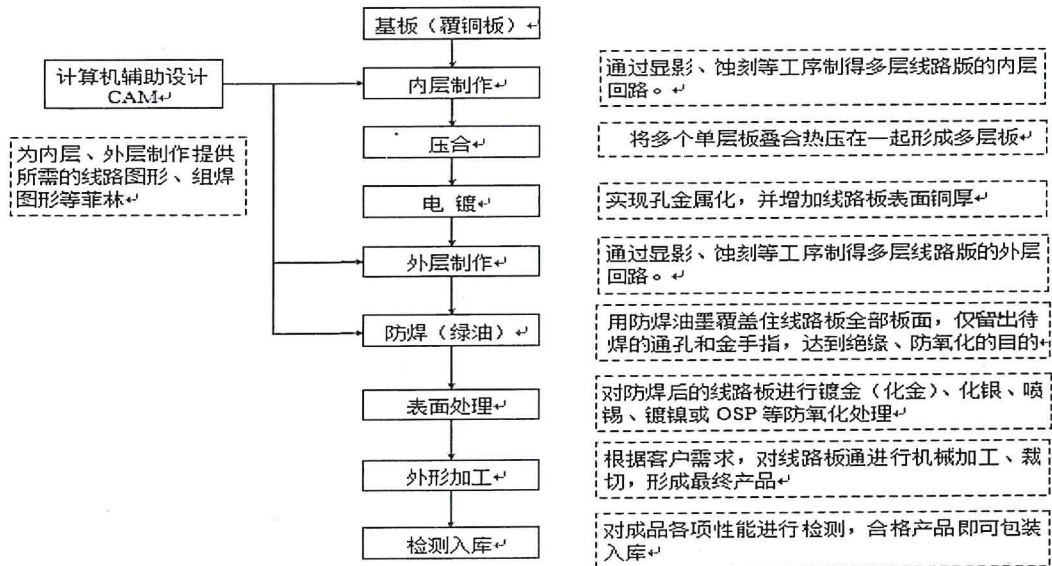 基板（覆铜板）↵
计算机辅助设计
CAM↵
内层制作↵
通过显影、蚀刻等工序制得多层线路版的内层
回路。↵
压合↵
将多个单层板叠合热压在一起形成多层板↵
为内层、外层制作提供
所需的线路图形、组焊
图形等菲林↵
电 镀↵
实现孔金属化，并增加线路板表面铜厚↵
外层制作↵
通过显影、蚀刻等工序制得多层线路版的外层
回路。↵
防焊（绿油）↵
用防焊油墨覆盖住线路板全部板面，仅留出待
焊的通孔和金手指，达到绝缘、防氧化的目的↵
表面处理↵
对防焊后的线路板进行镀金（化金）、化银、喷
锡、镀镍或 OSP 等防氧化处理↵
外形加工↵
根据客户需求，对线路板通进行机械加工、裁
切，形成最终产品↵
检测入库↵
对成品各项性能进行检测，合格产品即可包装
入库↵